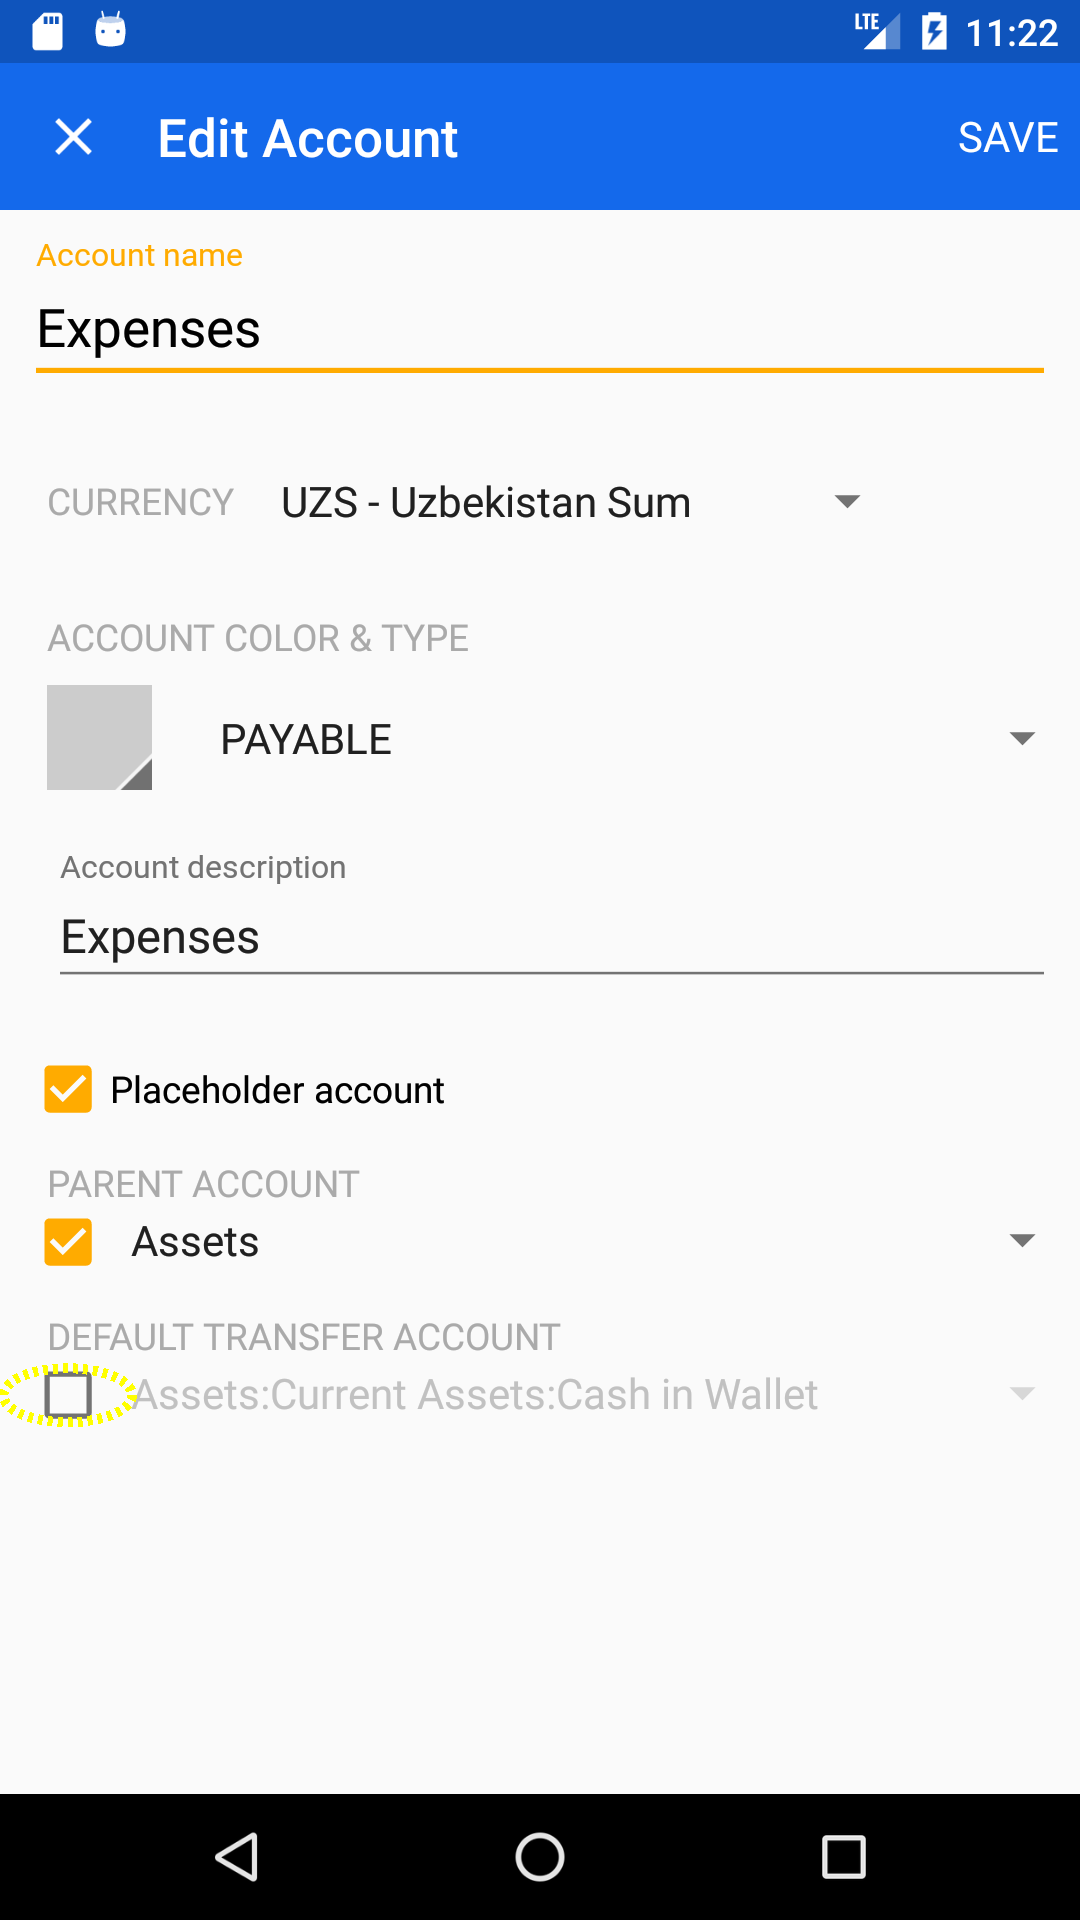 LTE 11:22
Edit Account SAVE
Account name
Expenses
CURRENCY UZS - Uzbekistan Sum
ACCOUNT COLOR & TYPE
PAYABLE
Account description
Expenses
Placeholder account
PARENT ACCOUNT
Assets
DEFAULT TRANSFER ACCOUNT
Assets:Current Assets:Cash in Wallet